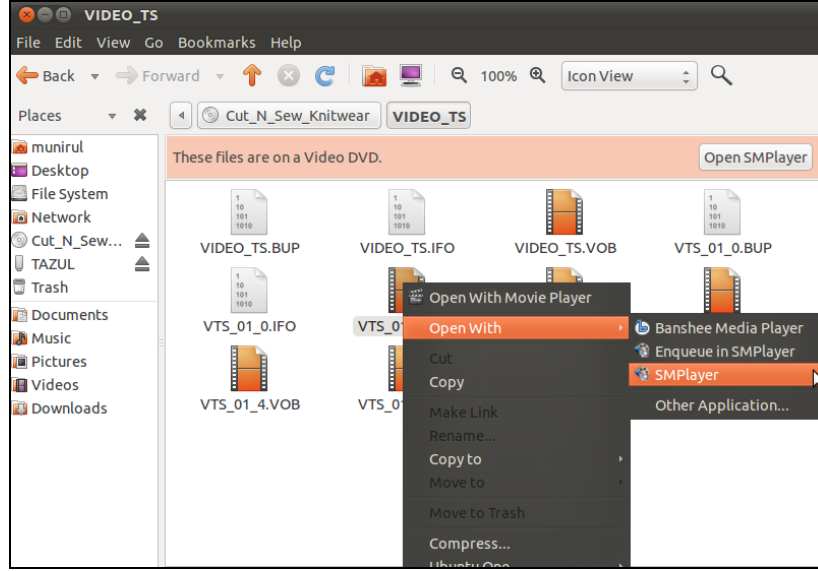 VIDEO_TS
File Edit View Go Bookmarks Help
Back Forward 100% Icon View
Places Cut_N_Sew_Knitwear VIDEO_TS
munirul
Desktop
File System
Network
Cut_N_Sew...
TAZUL
Trash
Documents
Music
Pictures
Videos
Downloads
These files are on a Video DVD. Open SMPlayer
VIDEO_TS.BUP VIDEO_TS.IFO VIDEO_TS.VOB VTS_01_0.BUP
VTS_01_0.IFO VTS_0
VTS_01_4.VOB VTS_0
Open With Movie Player
Open With
Cut
Copy
Make Link
Rename...
Copy to
Move to
Move to Trash
Compress...
Ubuntu One
Banshee Media Player
Enqueue in SMPlayer
SMPlayer
Other Application...